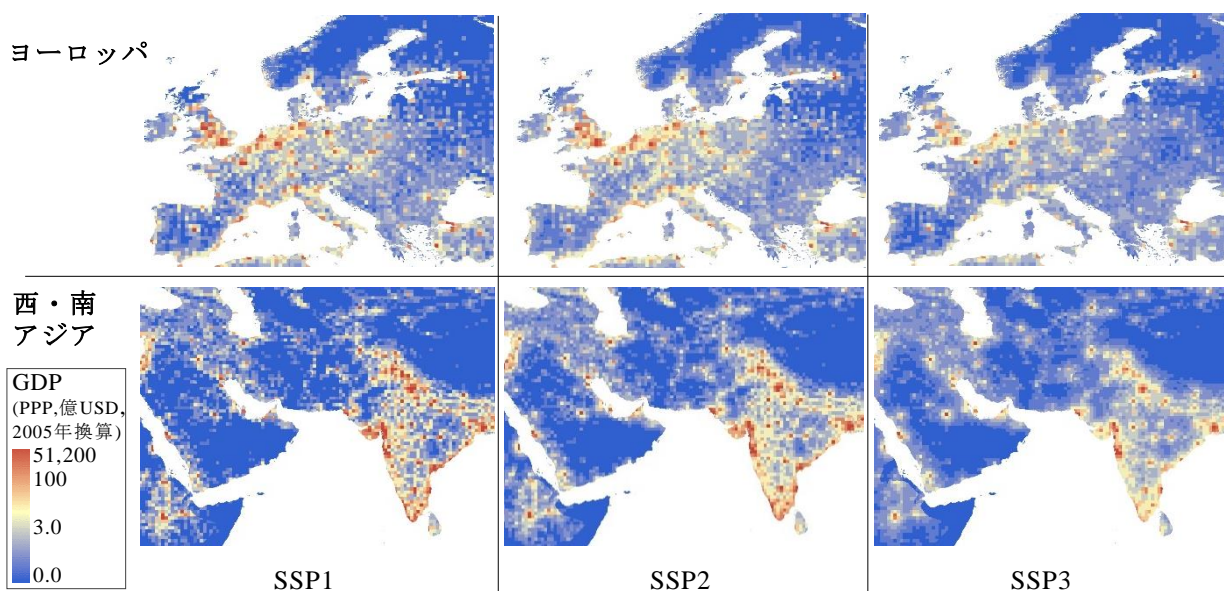 ヨーロッパ
西・南
アジア
GDP
(PPP,億USD,
2005年換算)
51,200
100
3.0
0.0
SSP1
SSP2
SSP3